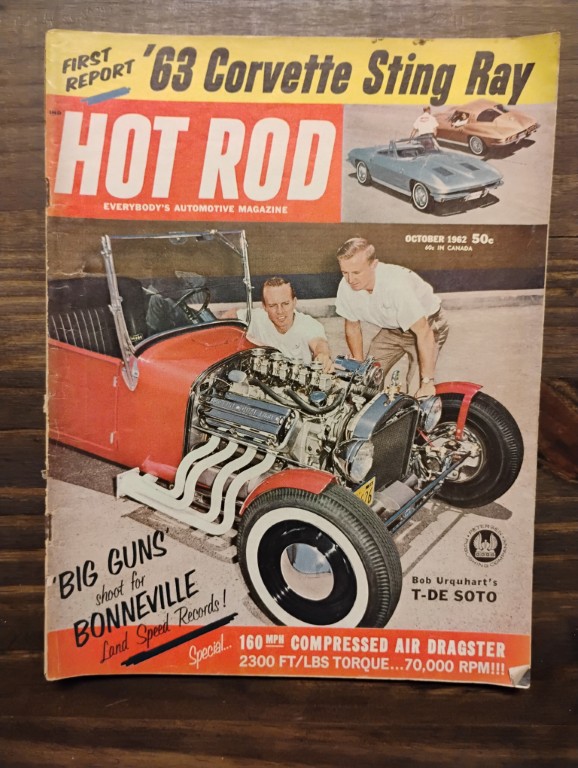 FIRST REPORT '63 Corvette Sting Ray
HOT ROD
EVERYBODY'S AUTOMOTIVE MAGAZINE
OCTOBER 1962 50c
60c IN CANADA
'BIG GUNS'
shoot for
BONNEVILLE
Land Speed Records!
Bob Urquhart's
T-DE SOTO
Special... 160 MPH COMPRESSED AIR DRAGSTER
2300 FT/LBS TORQUE...70,000 RPM!!!